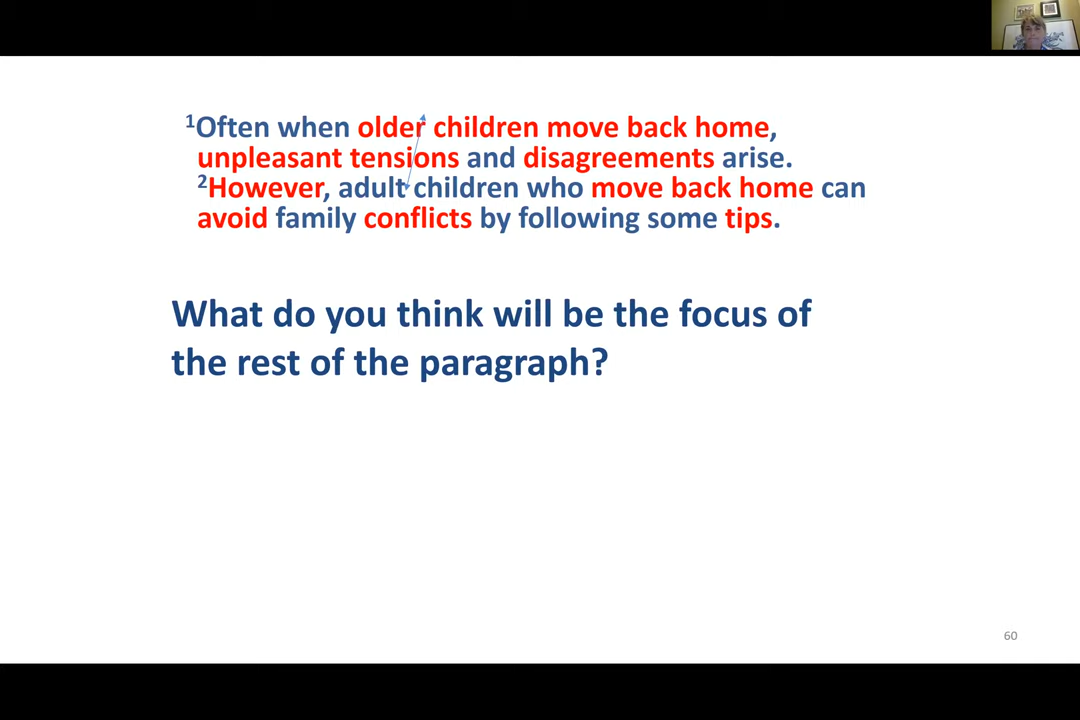 ¹Often when older children move back home,
unpleasant tensions and disagreements arise.
²However, adult children who move back home can
avoid family conflicts by following some tips.
What do you think will be the focus of
the rest of the paragraph?
60